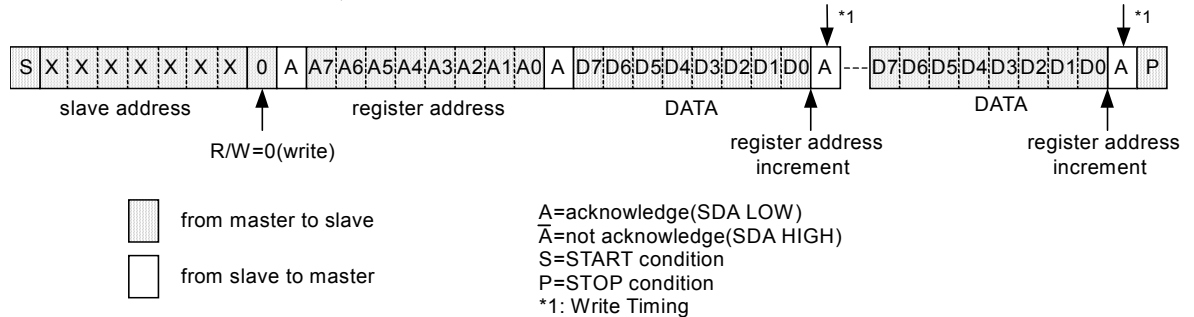 *1 *1
S X X X X X X X 0 A A7 A6 A5 A4 A3 A2 A1 A0 A D7 D6 D5 D4 D3 D2 D1 D0 A D7 D6 D5 D4 D3 D2 D1 D0 A P
slave address register address DATA DATA
R/W=0(write)
register address
increment
register address
increment
from master to slave
from slave to master
A=acknowledge(SDA LOW)
A̅=not acknowledge(SDA HIGH)
S=START condition
P=STOP condition
*1: Write Timing